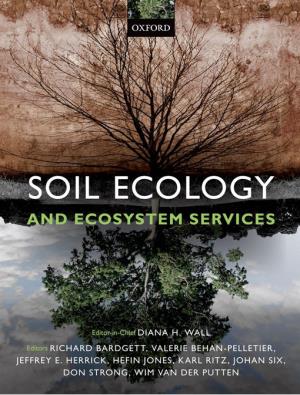 OXFORD
SOIL ECOLOGY
AND ECOSYSTEM SERVICES
Editor-in-Chief DIANA H. WALL
Editors RICHARD BARDGETT, VALERIE BEHAN-PELLETIER,
JEFFREY E. HERRICK, HEFIN JONES, KARL RITZ, JOHAN SIX,
DON STRONG, WIM VAN DER PUTTEN